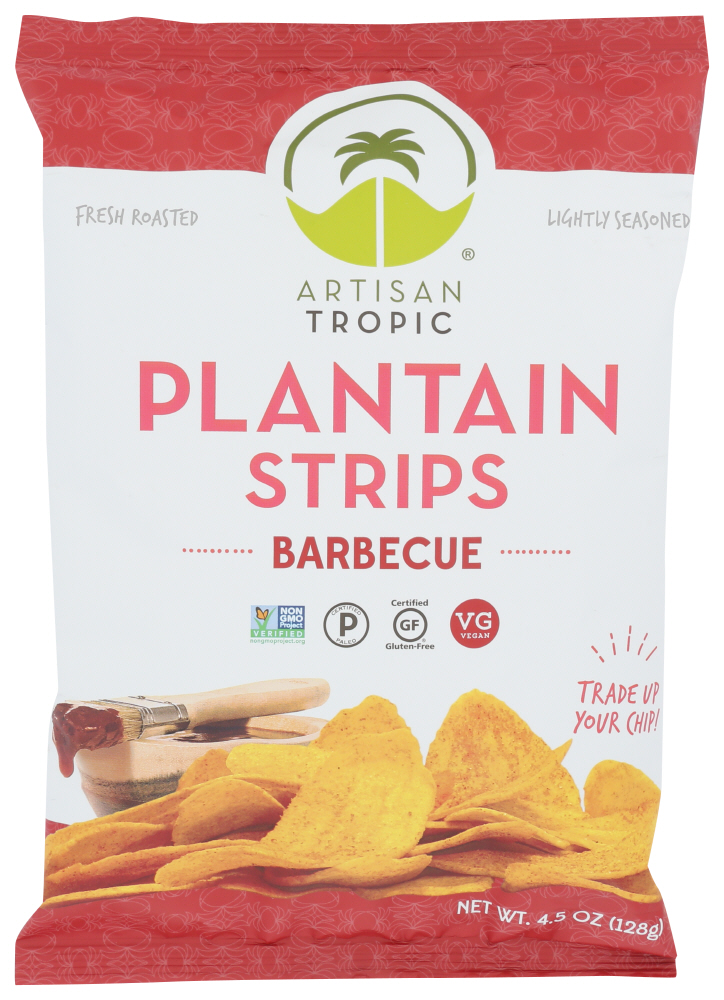 FRESH ROASTED
LIGHTLY SEASONED
®
ARTISAN
TROPIC
PLANTAIN
STRIPS
BARBECUE
NON
GMO
Project
VERIFIED
nongmoproject.org
CERTIFIED
P
PALEO
Certified
GF
®
Gluten-Free
VG
VEGAN
TRADE UP
YOUR CHIP!
NET WT. 4.5 OZ (128g)